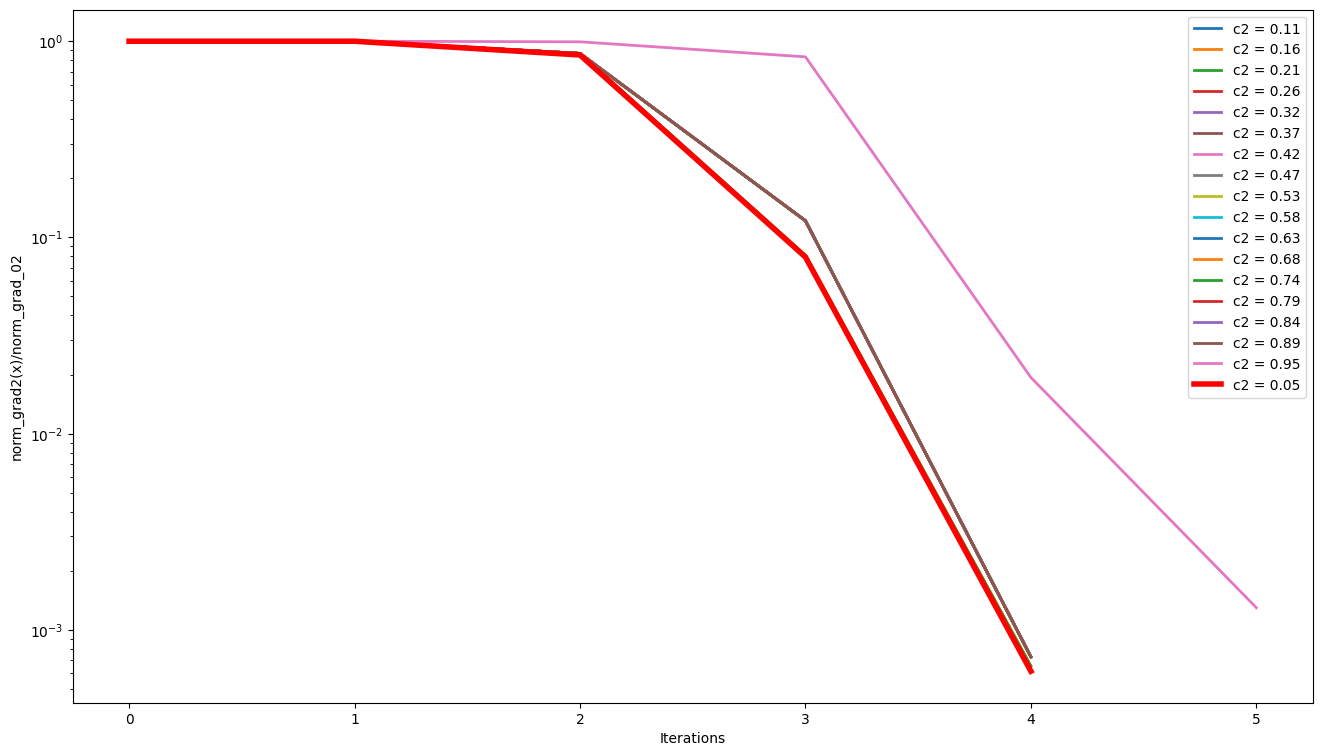 10⁰
10⁻¹
10⁻²
10⁻³
norm_grad2(x)/norm_grad_02
0 1 2 3 4 5
Iterations
c2 = 0.11
c2 = 0.16
c2 = 0.21
c2 = 0.26
c2 = 0.32
c2 = 0.37
c2 = 0.42
c2 = 0.47
c2 = 0.53
c2 = 0.58
c2 = 0.63
c2 = 0.68
c2 = 0.74
c2 = 0.79
c2 = 0.84
c2 = 0.89
c2 = 0.95
c2 = 0.05